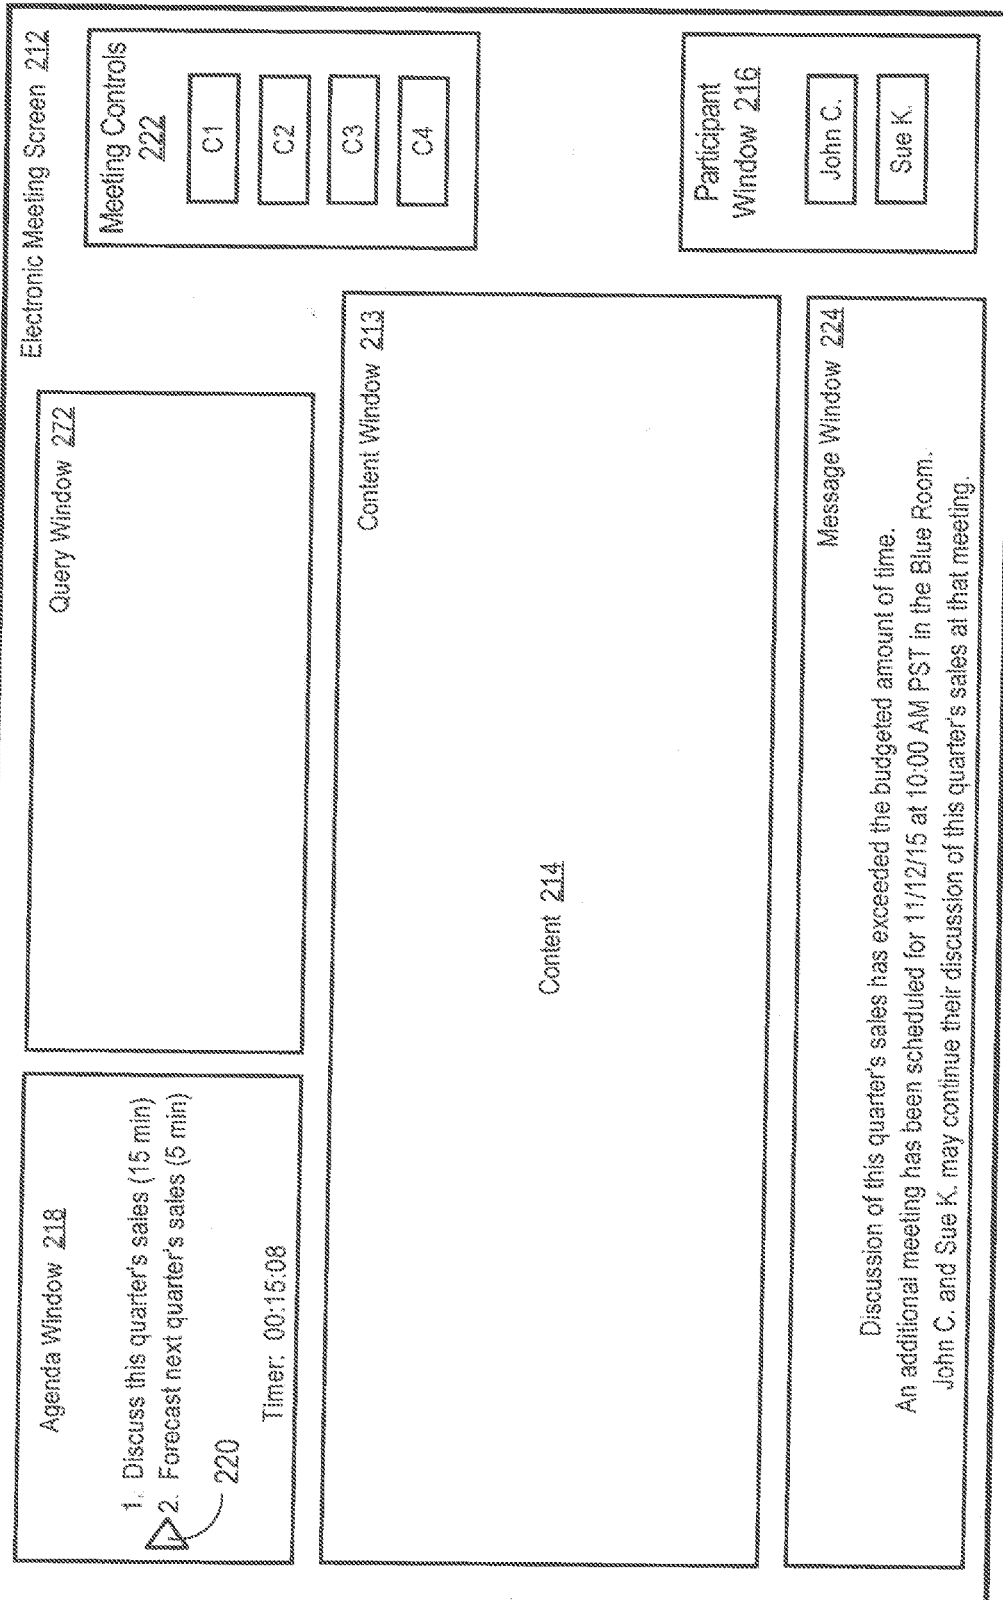 Electronic Meeting Screen 212
Agenda Window 218
1. Discuss this quarter's sales (15 min)
2. Forecast next quarter's sales (5 min)
220
Timer: 00:15:08
Query Window 272
Meeting Controls
222
C1
C2
C3
C4
Content Window 213
Content 214
Participant
Window 216
John C.
Sue K.
Message Window 224
Discussion of this quarter's sales has exceeded the budgeted amount of time.
An additional meeting has been scheduled for 11/12/15 at 10:00 AM PST in the Blue Room.
John C. and Sue K. may continue their discussion of this quarter's sales at that meeting.